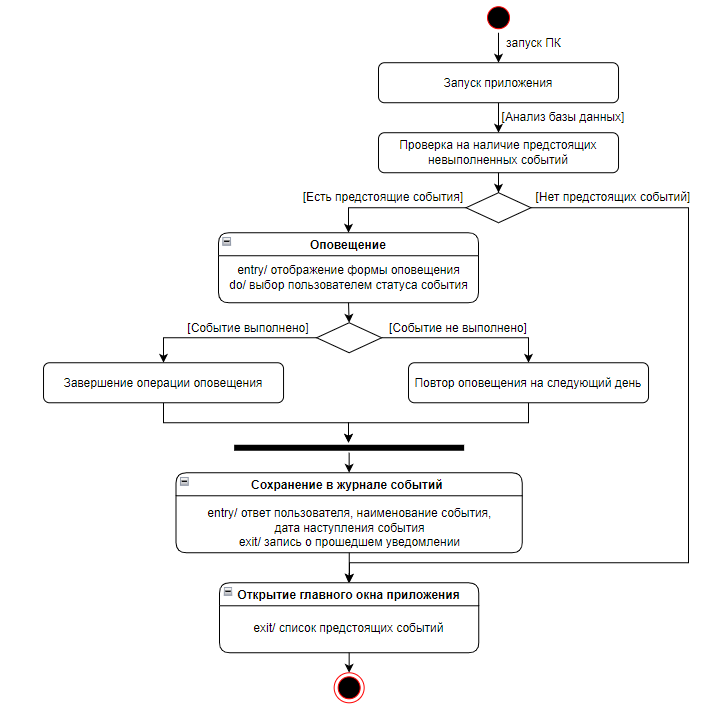 запуск ПК
Запуск приложения
[Анализ базы данных]
Проверка на наличие предстоящих
невыполненных событий
[Есть предстоящие события]
[Нет предстоящих событий]
Оповещение
entry/ отображение формы оповещения
do/ выбор пользователем статуса события
[Событие выполнено]
[Событие не выполнено]
Завершение операции оповещения
Повтор оповещения на следующий день
Сохранение в журнале событий
entry/ ответ пользователя, наименование события,
дата наступления события
exit/ запись о прошедшем уведомлении
Открытие главного окна приложения
exit/ список предстоящих событий